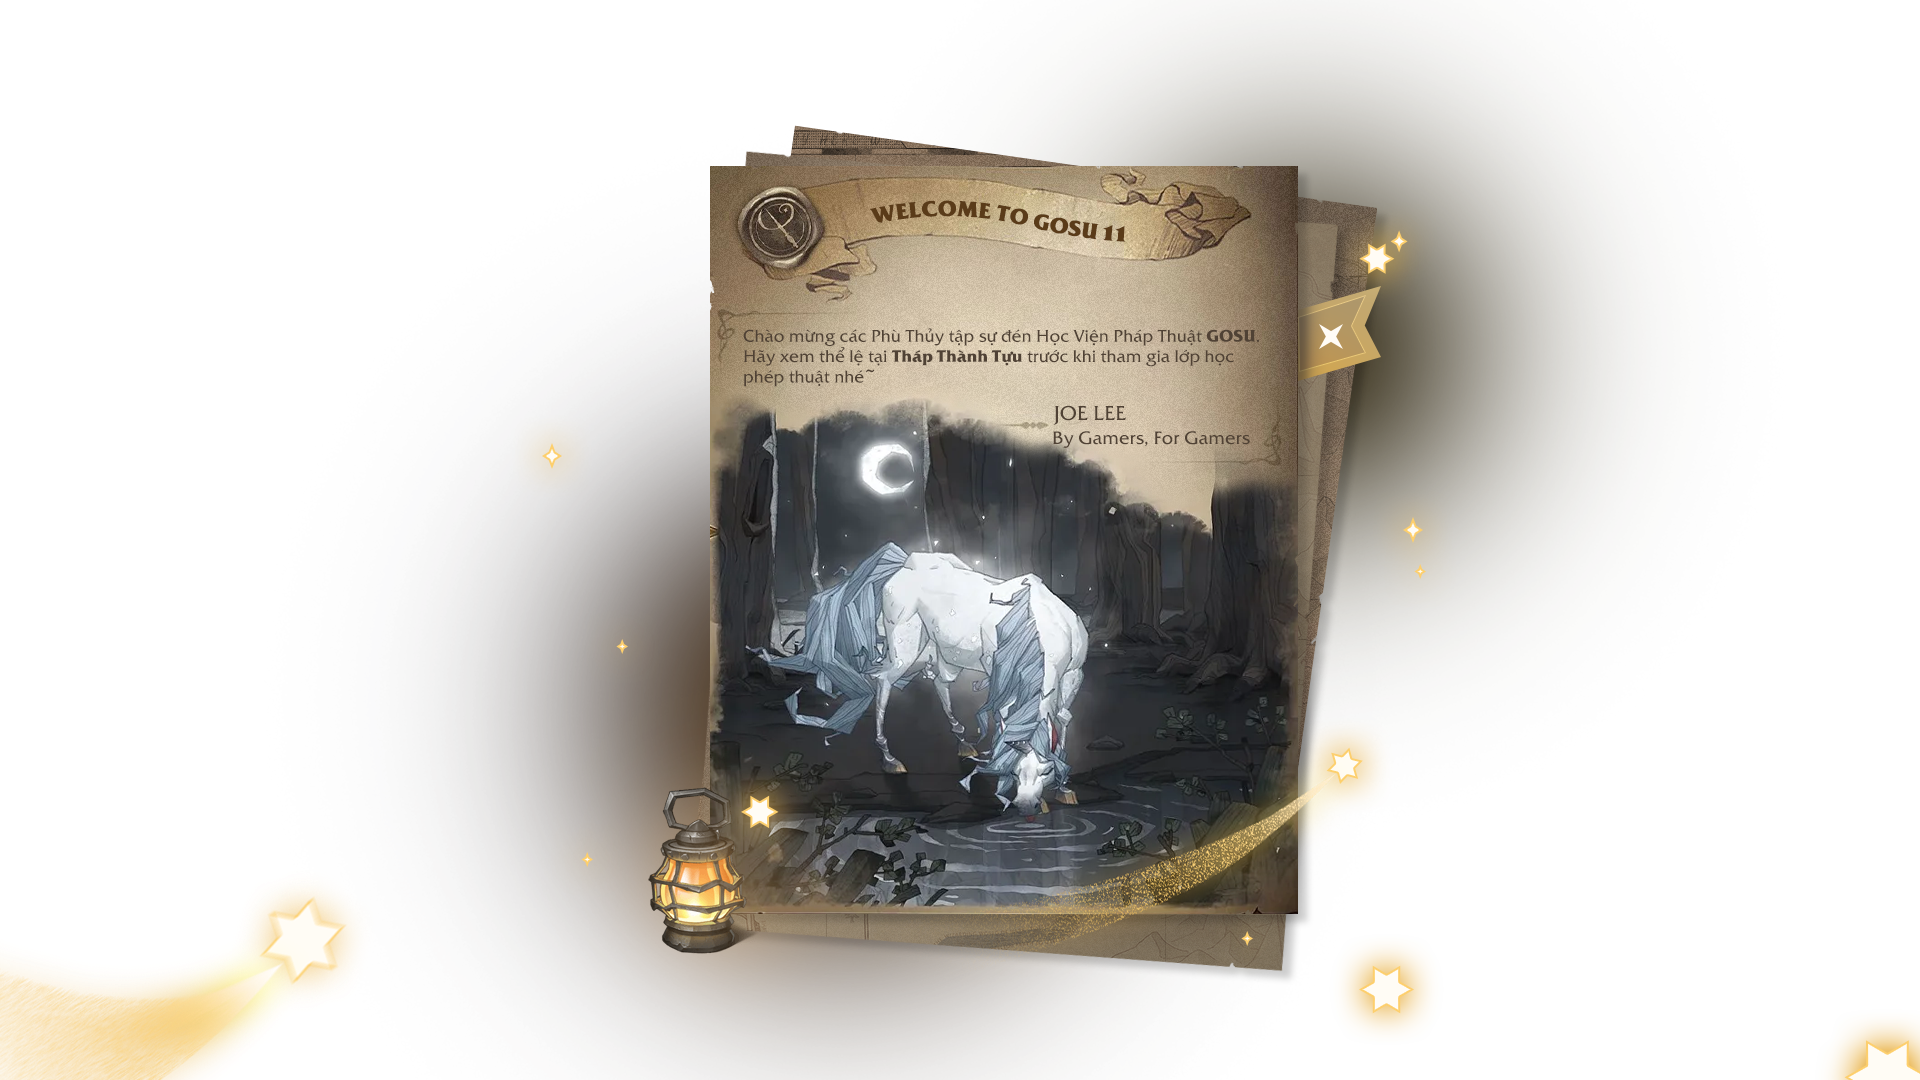 WELCOME TO GOSU 11
Chào mừng các Phù Thủy tập sự đén Học Viện Pháp Thuật GOSU.
Hãy xem thể lệ tại Tháp Thành Tựu trước khi tham gia lớp học
phép thuật nhé~
JOE LEE
By Gamers, For Gamers